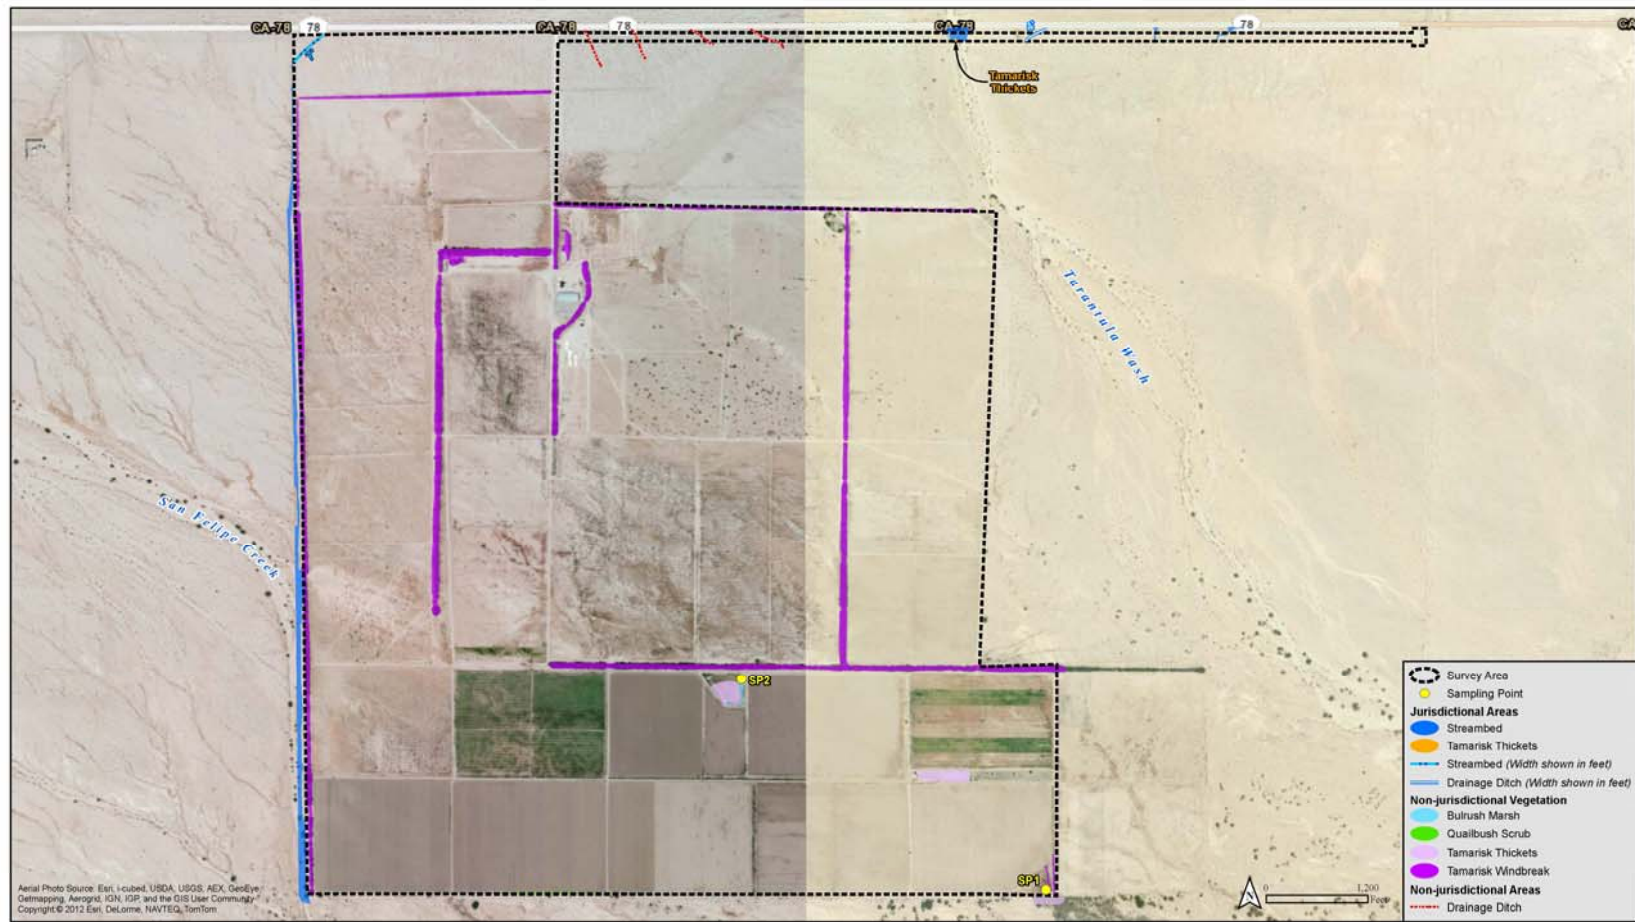 CA-78
78
CA-78
78
CA-78
78
CA
Tamarisk
Thickets
Tarantula Wash
San Felipe Creek
SP2
SP1
Survey Area
Sampling Point
Jurisdictional Areas
Streambed
Tamarisk Thickets
Streambed (Width shown in feet)
Drainage Ditch (Width shown in feet)
Non-jurisdictional Vegetation
Bulrush Marsh
Quailbush Scrub
Tamarisk Thickets
Tamarisk Windbreak
Non-jurisdictional Areas
Drainage Ditch
N
0 1,200
Feet
Aerial Photo Source: Esri, i-cubed, USDA, USGS, AEX, GeoEye,
Getmapping, Aerogrid, IGN, IGP, and the GIS User Community
Copyright:© 2012 Esri, DeLorme, NAVTEQ, TomTom